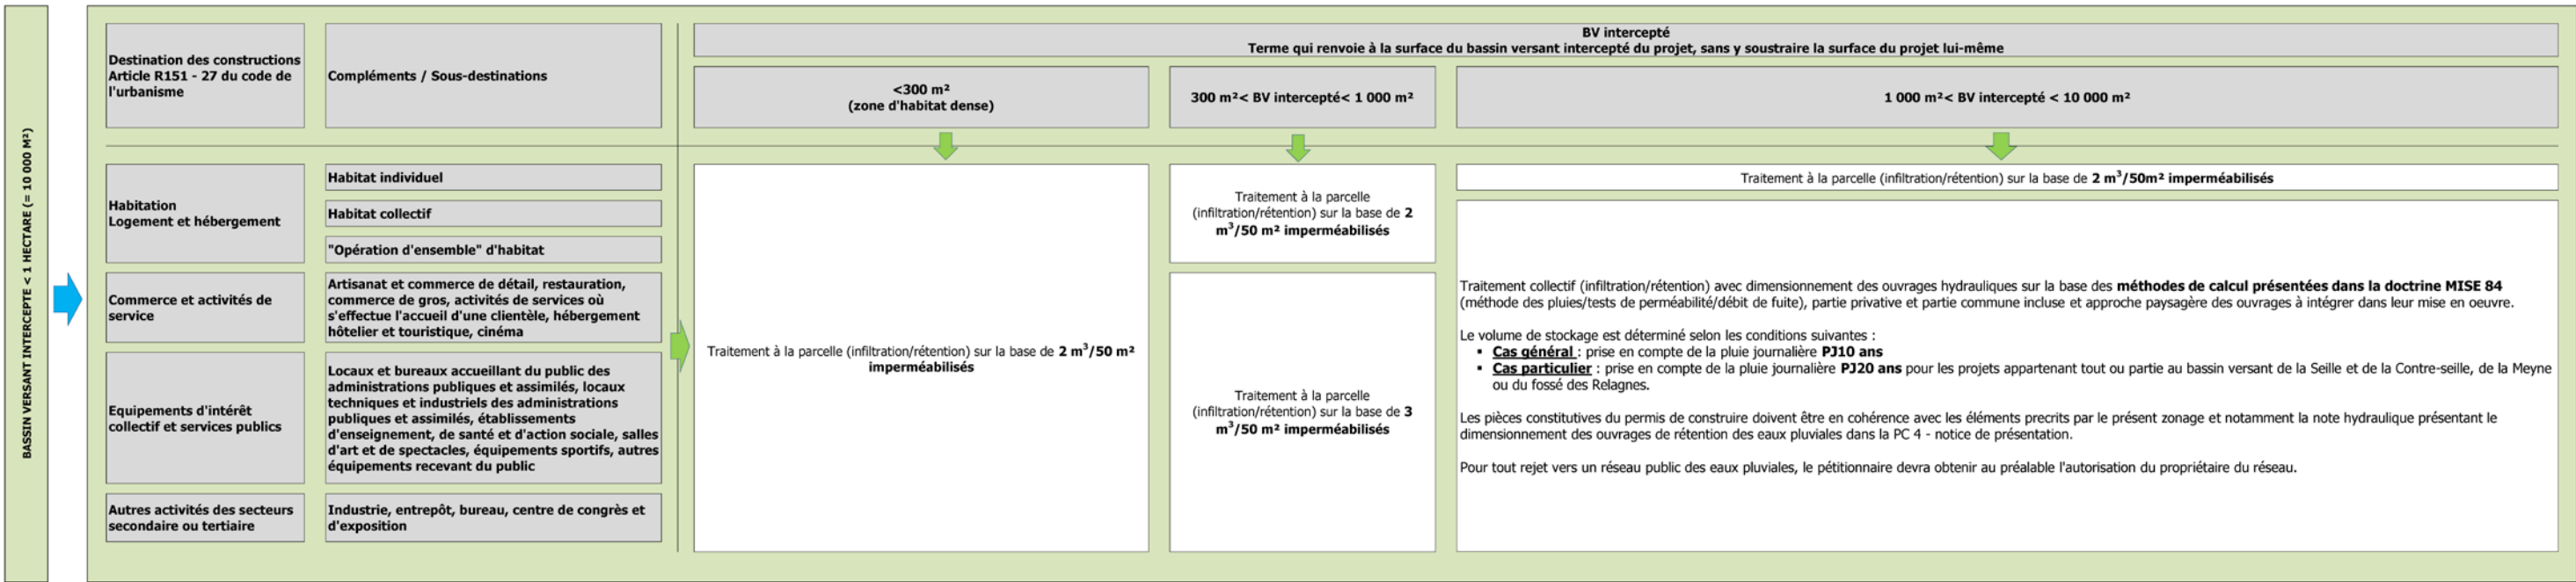 BASSIN VERSANT INTERCEPTE < 1 HECTARE (= 10 000 M²)
Destination des constructions
Article R151 - 27 du code de
l'urbanisme
Compléments / Sous-destinations
BV intercepté
Terme qui renvoie à la surface du bassin versant intercepté du projet, sans y soustraire la surface du projet lui-même
<300 m²
(zone d'habitat dense)
300 m²< BV intercepté< 1 000 m²
1 000 m²< BV intercepté < 10 000 m²
Habitation
Logement et hébergement
Habitat individuel
Habitat collectif
"Opération d'ensemble" d'habitat
Commerce et activités de
service
Artisanat et commerce de détail, restauration,
commerce de gros, activités de services où
s'effectue l'accueil d'une clientèle, hébergement
hôtelier et touristique, cinéma
Equipements d'intérêt
collectif et services publics
Locaux et bureaux accueillant du public des
administrations publiques et assimilés, locaux
techniques et industriels des administrations
publiques et assimilés, établissements
d'enseignement, de santé et d'action sociale, salles
d'art et de spectacles, équipements sportifs, autres
équipements recevant du public
Autres activités des secteurs
secondaire ou tertiaire
Industrie, entrepôt, bureau, centre de congrès et
d'exposition
Traitement à la parcelle (infiltration/rétention) sur la base de 2 m³/50 m²
imperméabilisés
Traitement à la parcelle
(infiltration/rétention) sur la base de 2
m³/50 m² imperméabilisés
Traitement à la parcelle
(infiltration/rétention) sur la base de 3
m³/50 m² imperméabilisés
Traitement à la parcelle (infiltration/rétention) sur la base de 2 m³/50m² imperméabilisés
Traitement collectif (infiltration/rétention) avec dimensionnement des ouvrages hydrauliques sur la base des méthodes de calcul présentées dans la doctrine MISE 84
(méthode des pluies/tests de perméabilité/débit de fuite), partie privative et partie commune incluse et approche paysagère des ouvrages à intégrer dans leur mise en oeuvre.
Le volume de stockage est déterminé selon les conditions suivantes :
▪ Cas général : prise en compte de la pluie journalière PJ10 ans
▪ Cas particulier : prise en compte de la pluie journalière PJ20 ans pour les projets appartenant tout ou partie au bassin versant de la Seille et de la Contre-seille, de la Meyne
ou du fossé des Relagnes.
Les pièces constitutives du permis de construire doivent être en cohérence avec les éléments precrits par le présent zonage et notamment la note hydraulique présentant le
dimensionnement des ouvrages de rétention des eaux pluviales dans la PC 4 - notice de présentation.
Pour tout rejet vers un réseau public des eaux pluviales, le pétitionnaire devra obtenir au préalable l'autorisation du propriétaire du réseau.